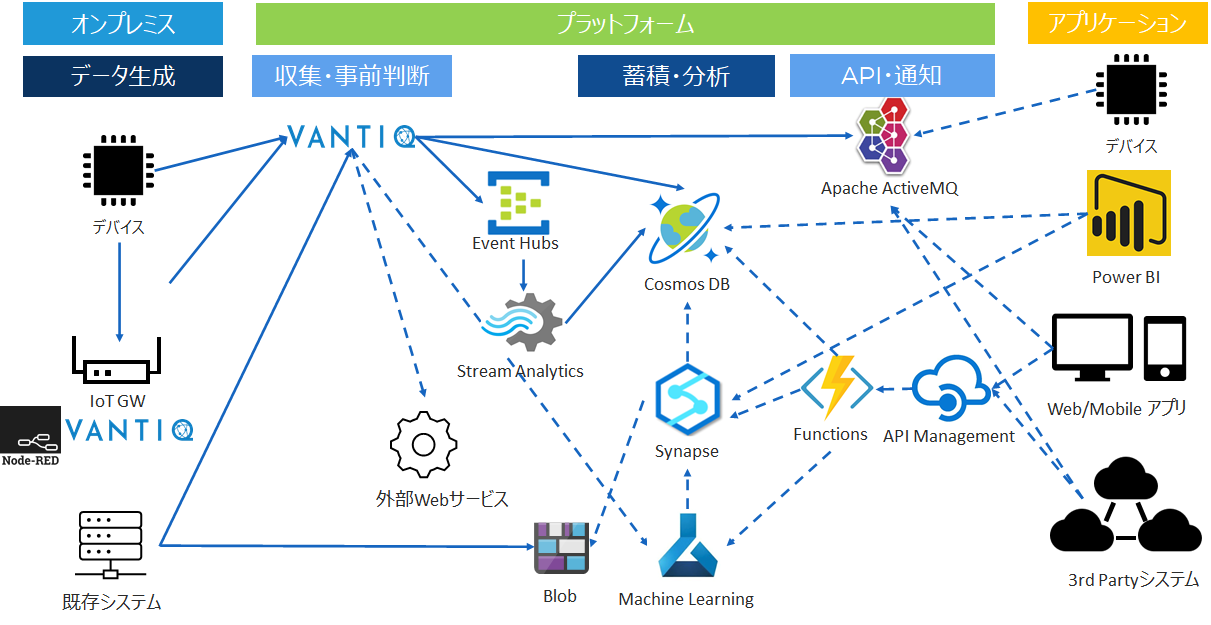 オンプレミス
プラットフォーム
アプリケーション
データ生成
収集・事前判断
蓄積・分析
API・通知
VANTIQ
デバイス
Apache ActiveMQ
デバイス
Event Hubs
Cosmos DB
Power BI
Stream Analytics
IoT GW
VANTIQ
Node-RED
Web/Mobile アプリ
Functions
API Management
Synapse
外部Webサービス
既存システム
Blob
Machine Learning
3rd Partyシステム